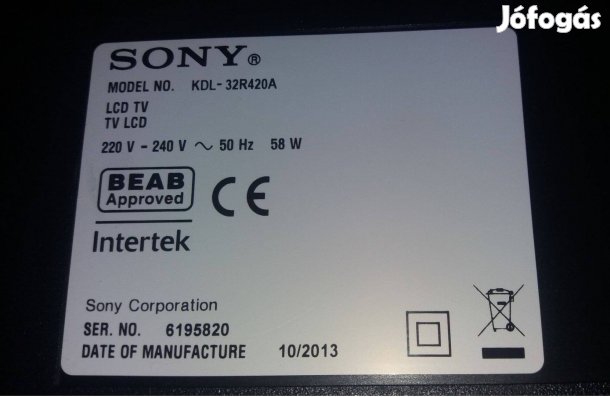 Jófogás
SONY®
MODEL NO. KDL-32R420A
LCD TV
TV LCD
220 V - 240 V ~ 50 Hz 58 W
BEAB
Approved
CE
Intertek
Sony Corporation
SER. NO. 6195820
DATE OF MANUFACTURE 10/2013